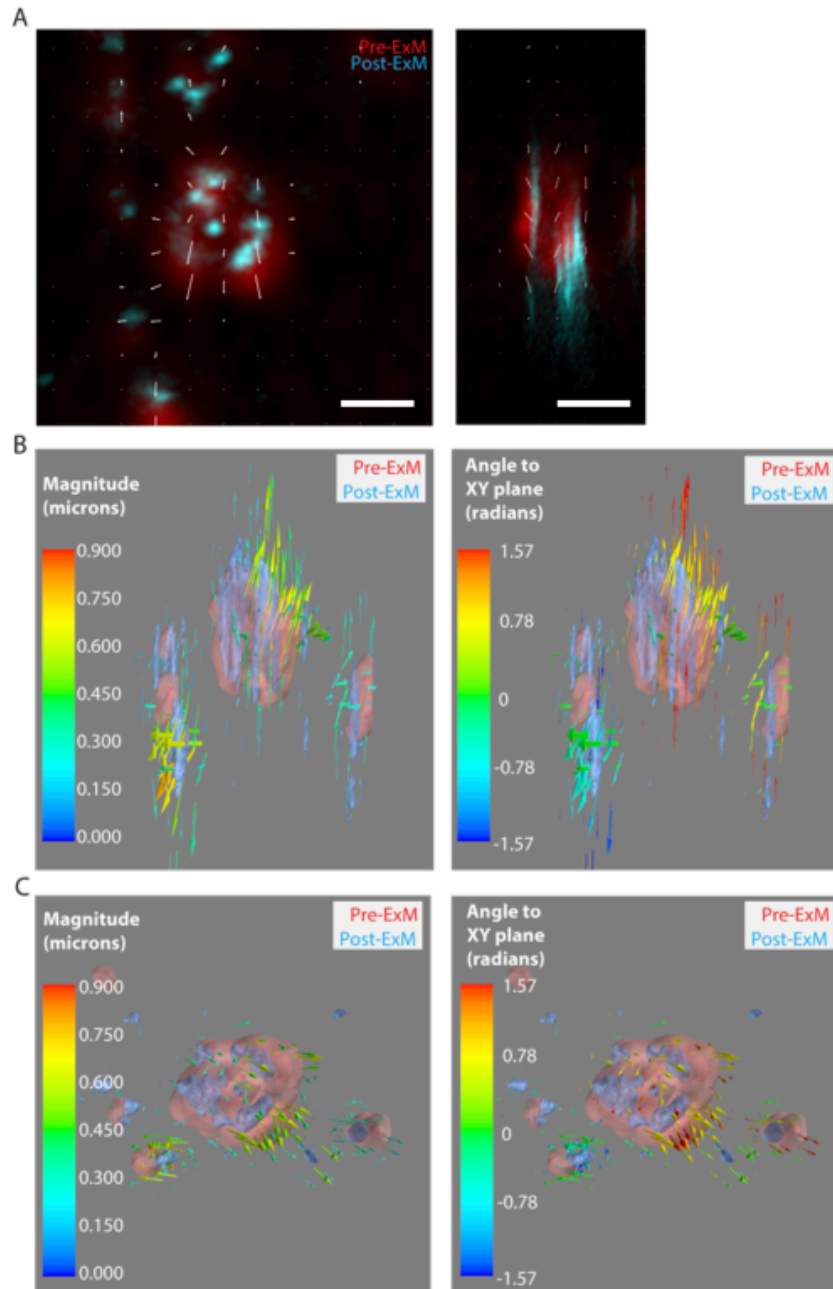 A
Pre-ExM
Post-ExM
B
Magnitude
(microns)
Pre-ExM
Post-ExM
0.900
0.750
0.600
0.450
0.300
0.150
0.000
Angle to
XY plane
(radians)
Pre-ExM
Post-ExM
1.57
0.78
0
-0.78
-1.57
C
Magnitude
(microns)
Pre-ExM
Post-ExM
0.900
0.750
0.600
0.450
0.300
0.150
0.000
Angle to
XY plane
(radians)
Pre-ExM
Post-ExM
1.57
0.78
0
-0.78
-1.57